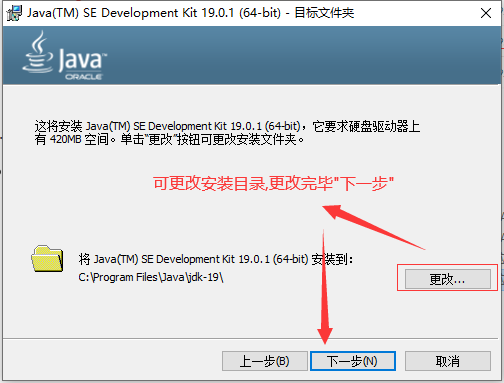 Java(TM) SE Development Kit 19.0.1 (64-bit) - 目标文件夹
Java
ORACLE
这将安装 Java(TM) SE Development Kit 19.0.1 (64-bit)，它要求硬盘驱动器上
有 420MB 空间。单击“更改”按钮可更改安装文件夹。
可更改安装目录,更改完毕"下一步"
将 Java(TM) SE Development Kit 19.0.1 (64-bit) 安装到：
C:\Program Files\Java\jdk-19\
更改...
上一步(B)
下一步(N)
取消